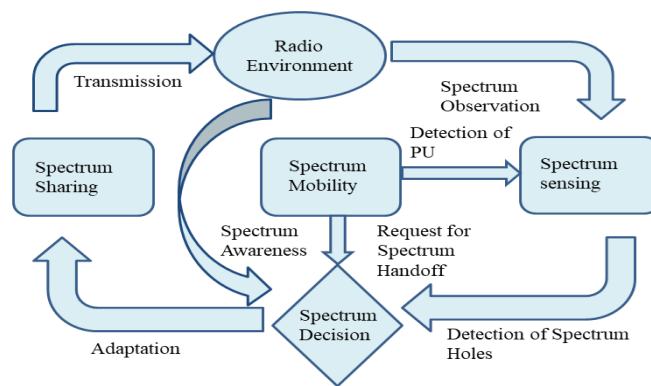 Radio
Environment
Transmission
Spectrum
Observation
Detection of
PU
Spectrum
Sharing
Spectrum
Mobility
Spectrum
sensing
Spectrum
Awareness
Request for
Spectrum
Handoff
Spectrum
Decision
Adaptation
Detection of Spectrum
Holes